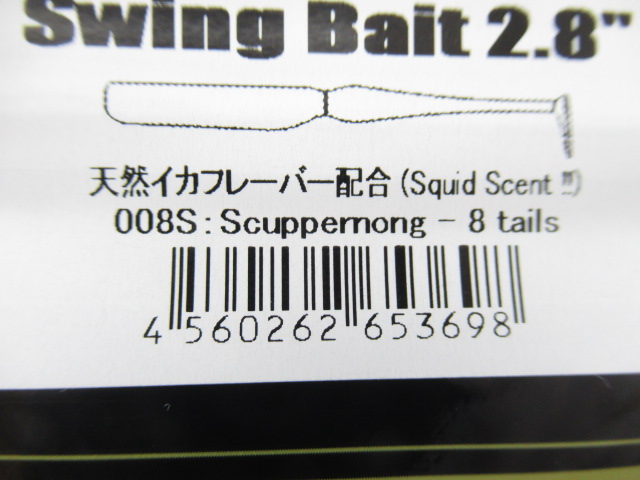 Swing Bait 2.8"
天然イカフレーバー配合(Squid Scent !!)
008S:Scuppernong - 8 tails
4 560262 653698